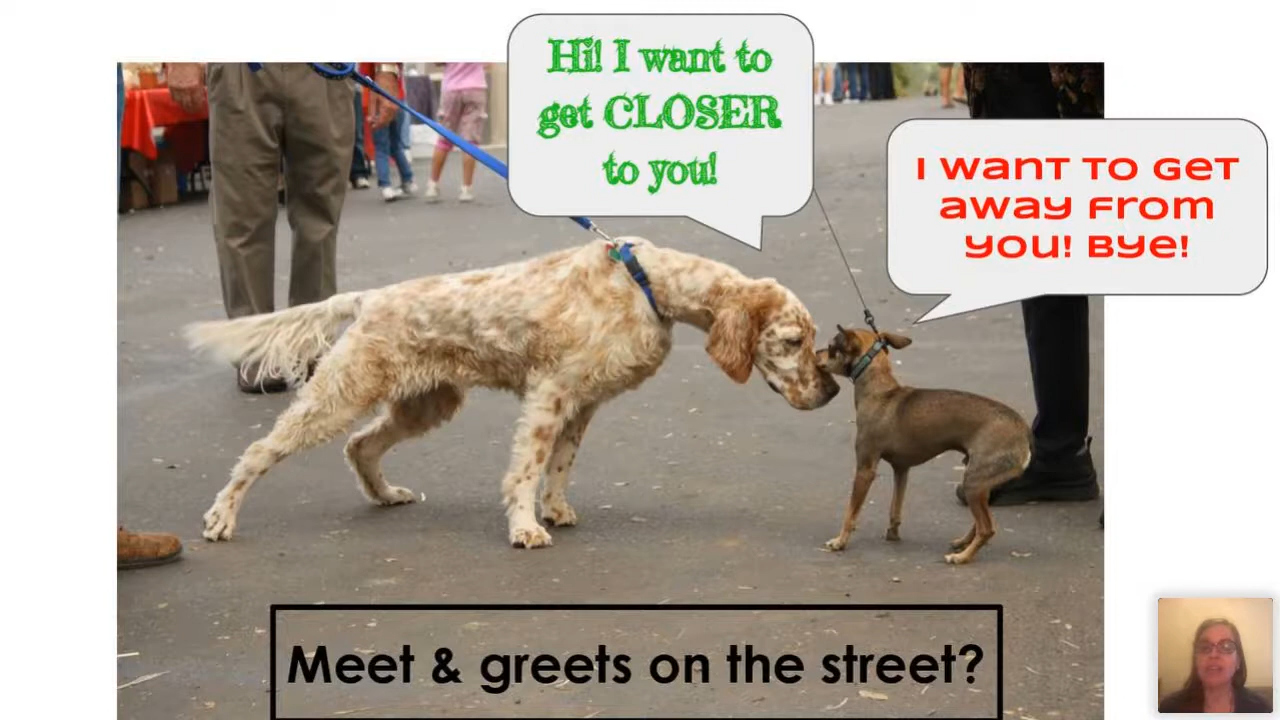 Hi! I want to
get CLOSER
to you!
I want to get
away from
you! Bye!
Meet & greets on the street?